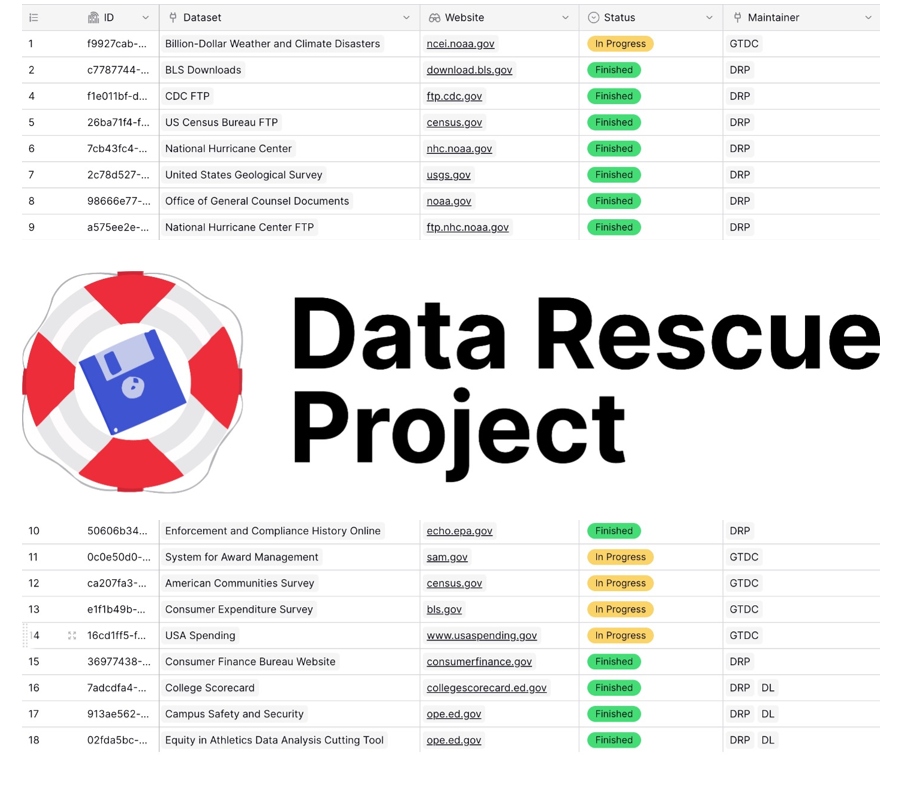 ID Dataset Website Status Maintainer
1 f9927cab-... Billion-Dollar Weather and Climate Disasters ncei.noaa.gov In Progress GTDC
2 c7787744-... BLS Downloads download.bls.gov Finished DRP
4 f1e011bf-d... CDC FTP ftp.cdc.gov Finished DRP
5 26ba71f4-f... US Census Bureau FTP census.gov Finished DRP
6 7cb43fc4-... National Hurricane Center nhc.noaa.gov Finished DRP
7 2c78d527-... United States Geological Survey usgs.gov Finished DRP
8 98666e77-... Office of General Counsel Documents noaa.gov Finished DRP
9 a575ee2e-... National Hurricane Center FTP ftp.nhc.noaa.gov Finished DRP
Data Rescue
Project
10 50606b34... Enforcement and Compliance History Online echo.epa.gov Finished DRP
11 0c0e50d0-... System for Award Management sam.gov In Progress GTDC
12 ca207fa3-... American Communities Survey census.gov In Progress GTDC
13 e1f1b49b-... Consumer Expenditure Survey bls.gov In Progress GTDC
14 16cd1ff5-f... USA Spending www.usaspending.gov In Progress GTDC
15 36977438-... Consumer Finance Bureau Website consumerfinance.gov Finished DRP
16 7adcdfa4-... College Scorecard collegescorecard.ed.gov Finished DRP DL
17 913ae562-... Campus Safety and Security ope.ed.gov Finished DRP DL
18 02fda5bc-... Equity in Athletics Data Analysis Cutting Tool ope.ed.gov Finished DRP DL